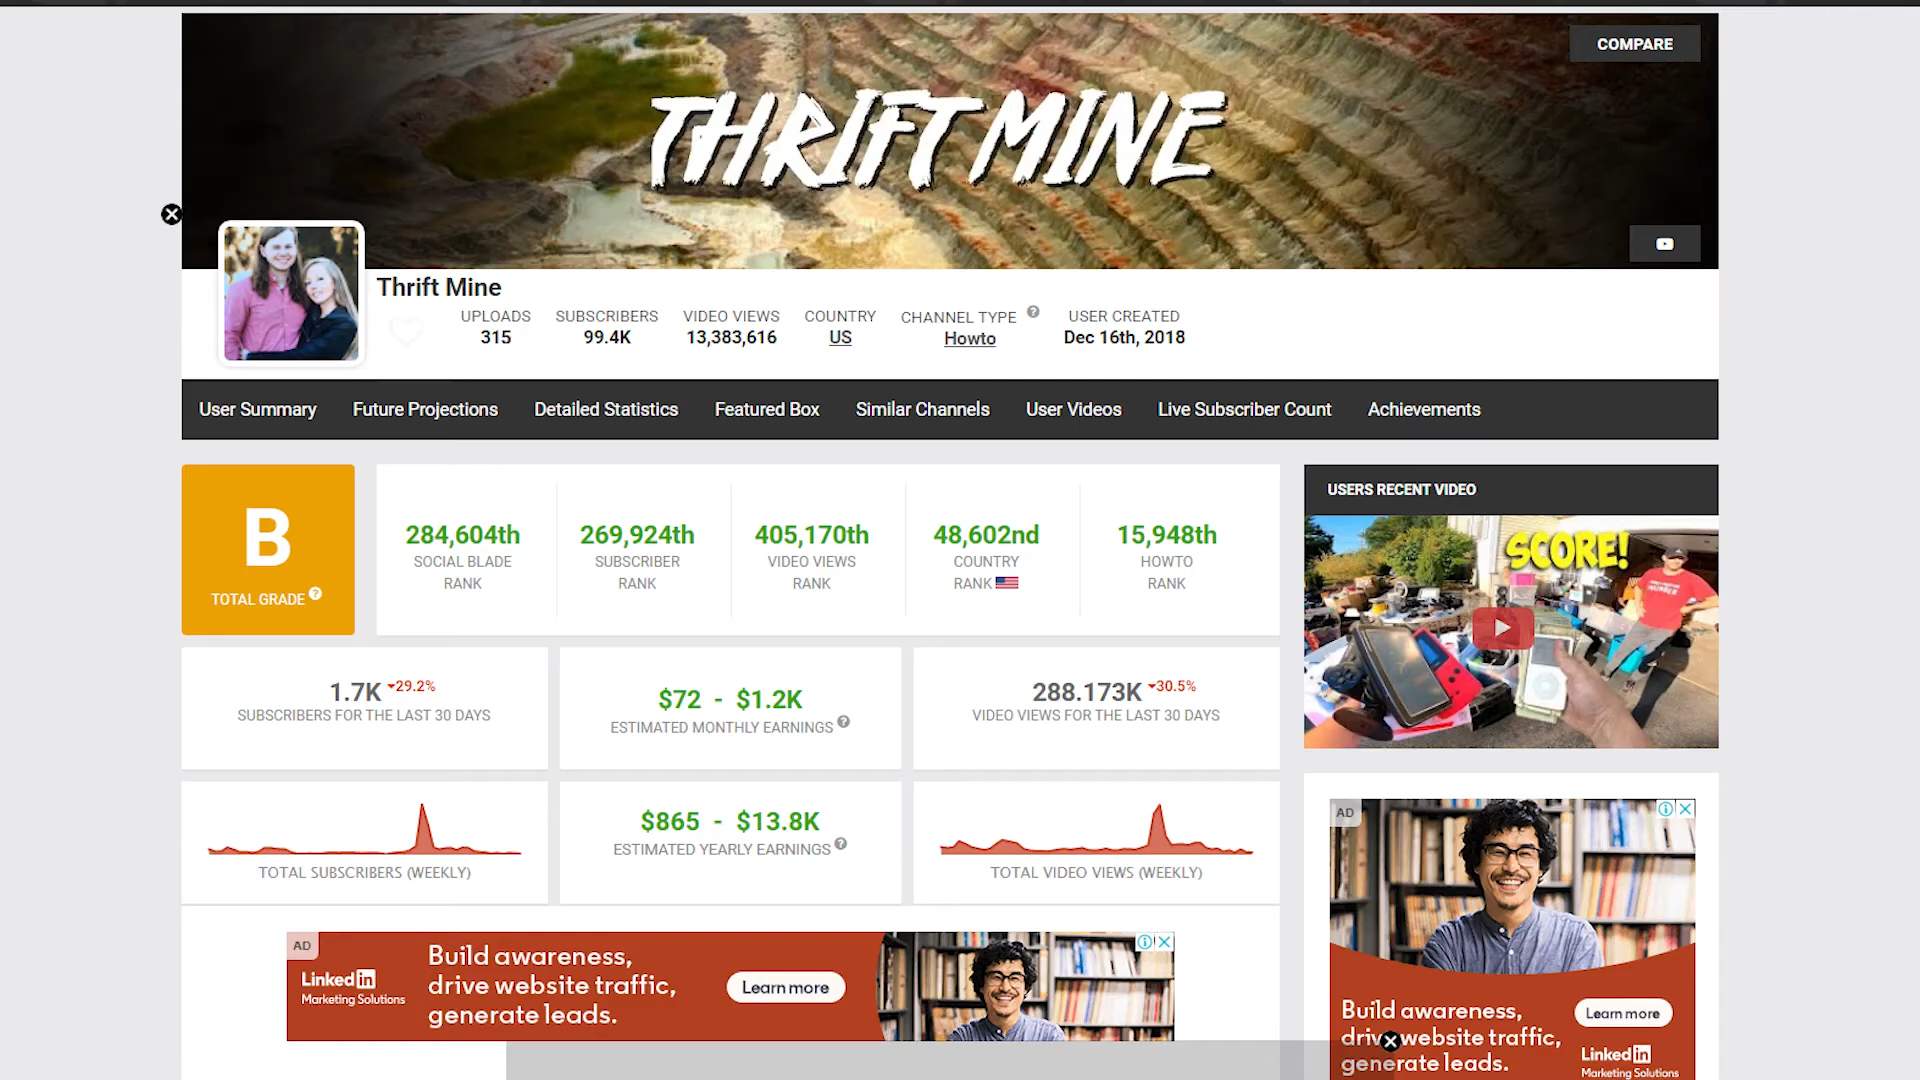 COMPARE
THRIFT MINE
Thrift Mine
UPLOADS SUBSCRIBERS VIDEO VIEWS COUNTRY CHANNEL TYPE USER CREATED
315 99.4K 13,383,616 US Howto Dec 16th, 2018
User Summary Future Projections Detailed Statistics Featured Box Similar Channels User Videos Live Subscriber Count Achievements
B
TOTAL GRADE
284,604th 269,924th 405,170th 48,602nd 15,948th
SOCIAL BLADE SUBSCRIBER VIDEO VIEWS COUNTRY HOWTO
RANK RANK RANK RANK RANK
USERS RECENT VIDEO
SCORE!
1.7K 29.2%
SUBSCRIBERS FOR THE LAST 30 DAYS
$72 - $1.2K
ESTIMATED MONTHLY EARNINGS
288.173K 30.5%
VIDEO VIEWS FOR THE LAST 30 DAYS
TOTAL SUBSCRIBERS (WEEKLY)
$865 - $13.8K
ESTIMATED YEARLY EARNINGS
TOTAL VIDEO VIEWS (WEEKLY)
AD
Linked in
Marketing Solutions
Build awareness,
drive website traffic,
generate leads.
Learn more
AD
Build awareness,
drive website traffic,
generate leads.
Learn more
Linked in
Marketing Solutions